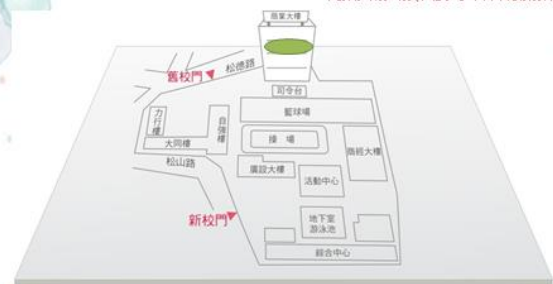 商業大樓
松德路
舊校門
司令台
籃球場
力行樓
自強樓
操 場
大同樓
商經大樓
松山路
廣設大樓
活動中心
新校門
地下室
游泳池
綜合中心